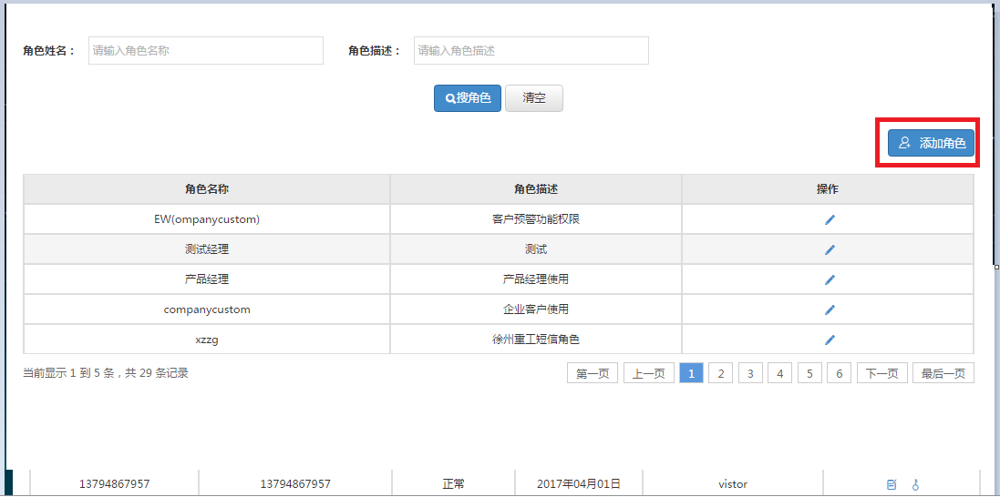 角色姓名： 请输入角色名称 角色描述： 请输入角色描述
搜角色 清空
添加角色
角色名称 角色描述 操作
EW(ompanycustom) 客户预警功能权限
测试经理 测试
产品经理 产品经理使用
companycustom 企业客户使用
xzzg 徐州重工短信角色
当前显示 1 到 5 条，共 29 条记录 第一页 上一页 1 2 3 4 5 6 下一页 最后一页
13794867957 13794867957 正常 2017年04月01日 vistor